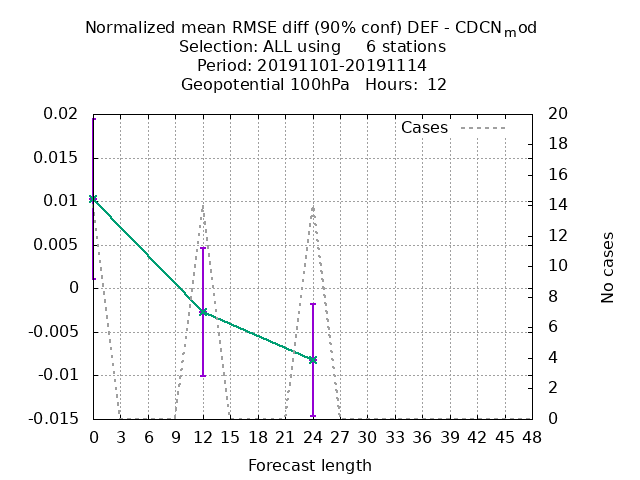 Normalized mean RMSE diff (90% conf) DEF - CDCNmod
Selection: ALL using     6 stations
Period: 20191101-20191114
Geopotential 100hPa   Hours:  12
Cases
0.02
0.015
0.01
0.005
0
-0.005
-0.01
-0.015
20
18
16
14
12
10
8
6
4
2
0
No cases
0 3 6 9 12 15 18 21 24 27 30 33 36 39 42 45 48
Forecast length